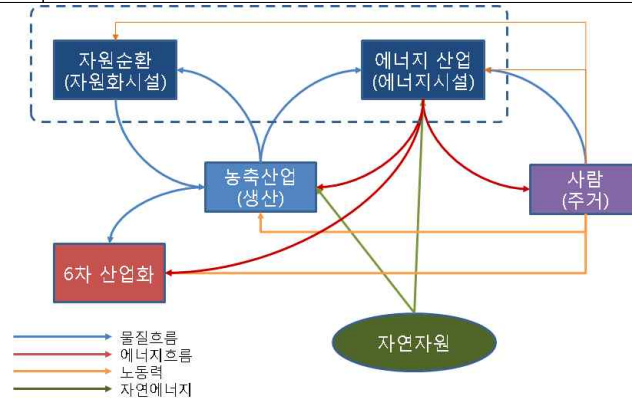 자원순환
(자원화시설)
에너지 산업
(에너지시설)
농축산업
(생산)
사람
(주거)
6차 산업화
자연자원
물질흐름
에너지흐름
노동력
자연에너지